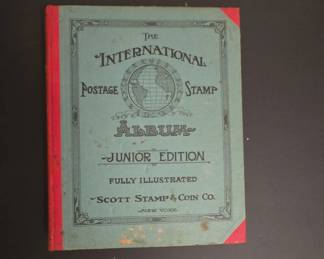 THE
INTERNATIONAL
POSTAGE STAMP
ALBUM
JUNIOR EDITION
FULLY ILLUSTRATED
SCOTT STAMP & COIN CO.
NEW YORK